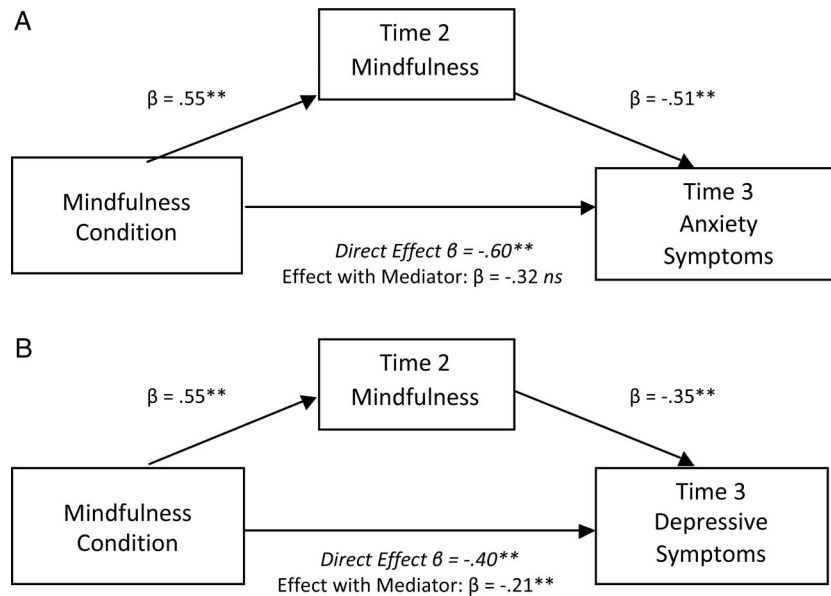 A
Time 2
Mindfulness
β = .55**
β = -.51**
Mindfulness
Condition
Time 3
Anxiety
Symptoms
Direct Effect β = -.60**
Effect with Mediator: β = -.32 ns
B
Time 2
Mindfulness
β = .55**
β = -.35**
Mindfulness
Condition
Time 3
Depressive
Symptoms
Direct Effect β = -.40**
Effect with Mediator: β = -.21**